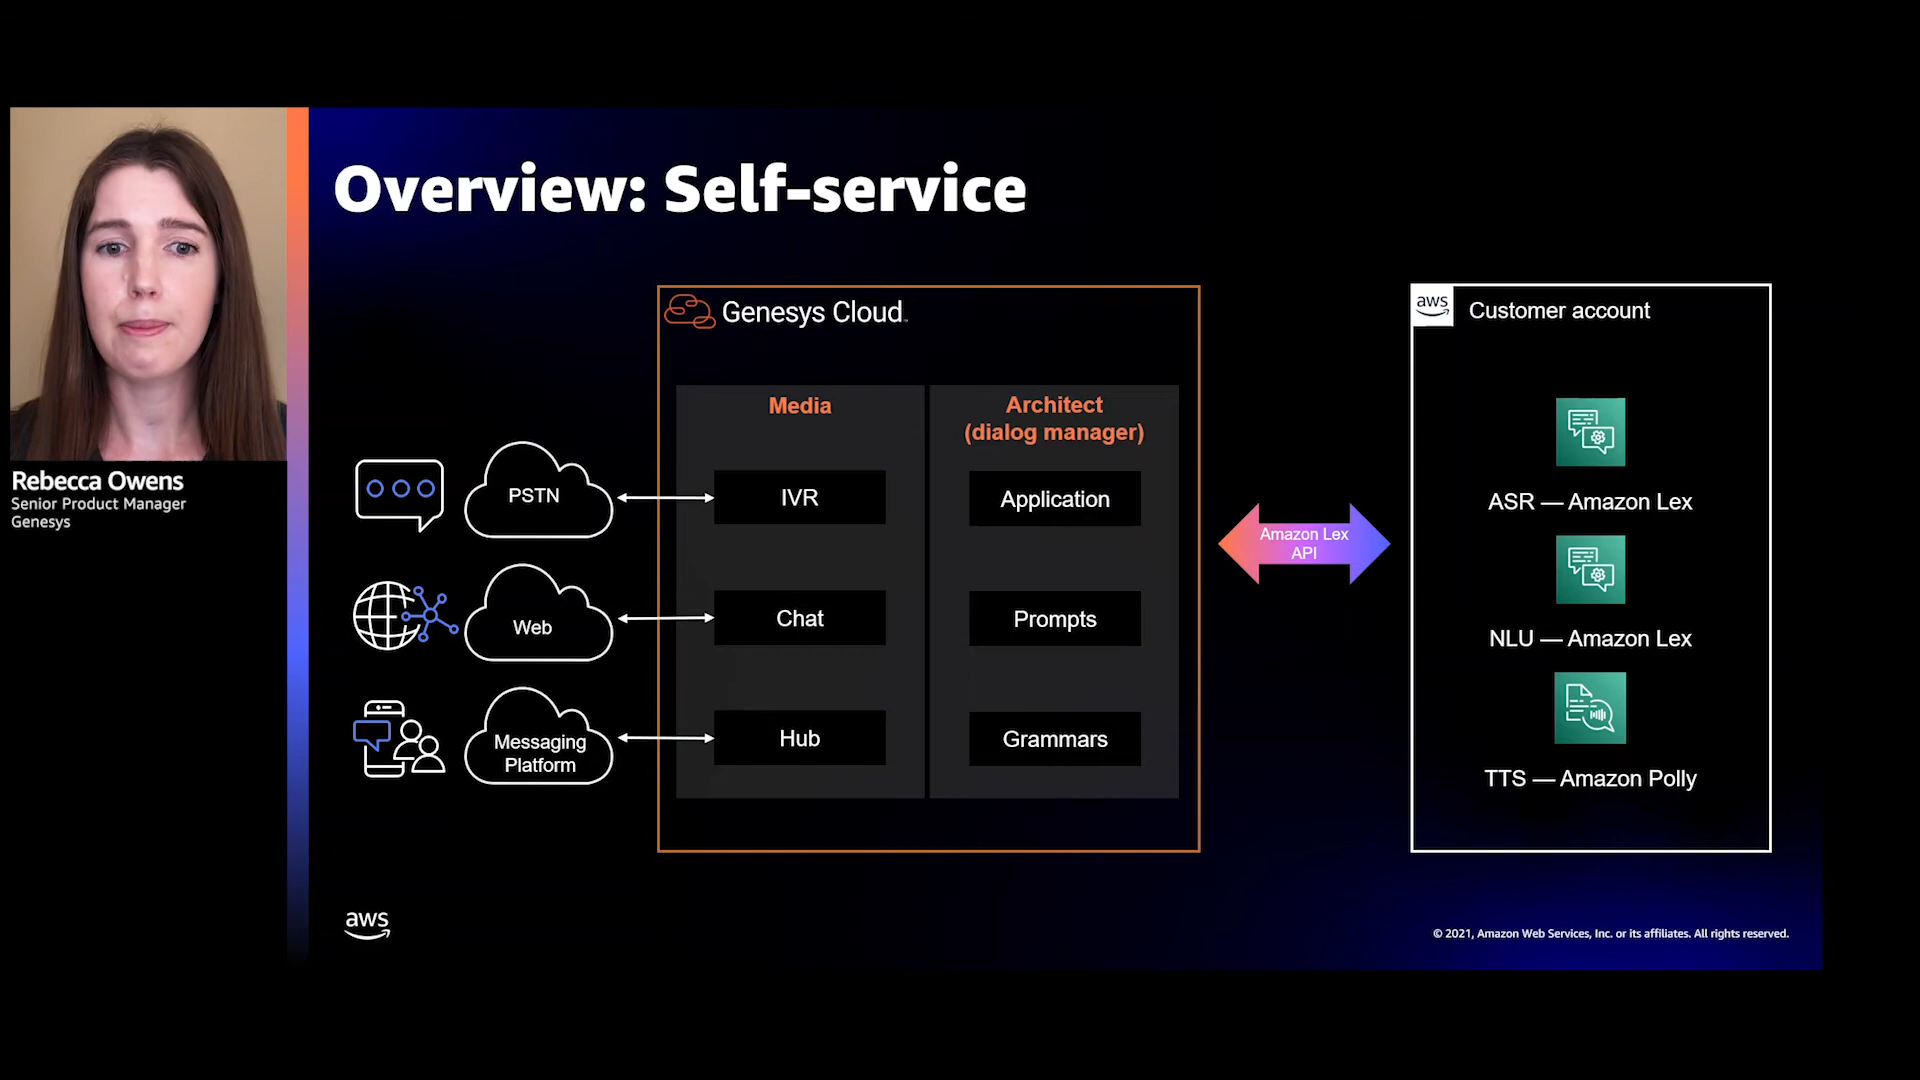 Overview: Self-service
Rebecca Owens
Senior Product Manager
Genesys
PSTN
Web
Messaging
Platform
Genesys Cloud™
Media
IVR
Chat
Hub
Architect
(dialog manager)
Application
Prompts
Grammars
Amazon Lex
API
aws
Customer account
ASR — Amazon Lex
NLU — Amazon Lex
TTS — Amazon Polly
aws
© 2021, Amazon Web Services, Inc. or its affiliates. All rights reserved.